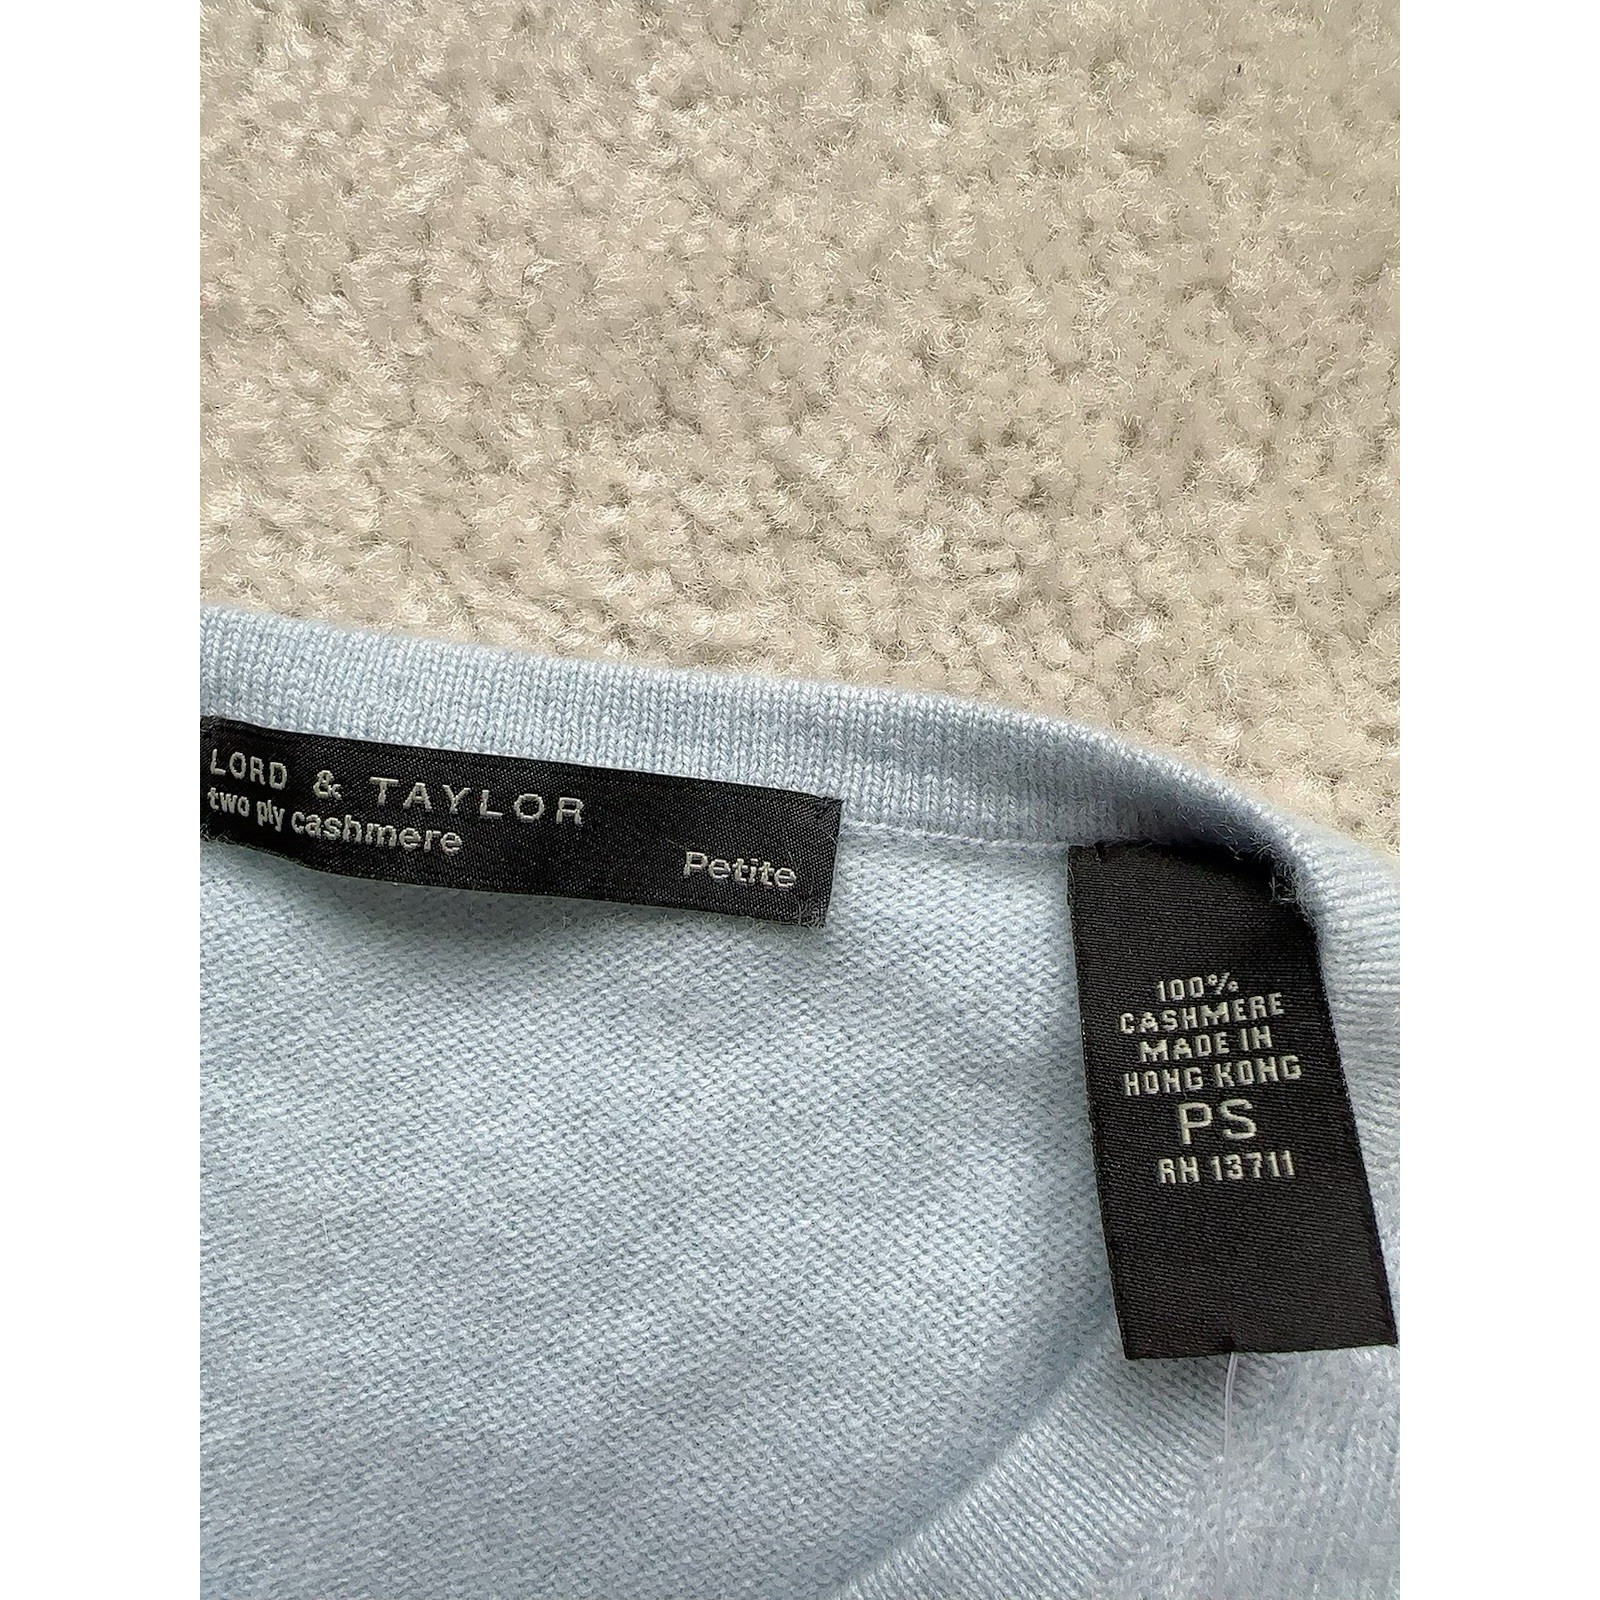 LORD & TAYLOR
two ply cashmere
Petite
100%
CASHMERE
MADE IN
HONG KONG
PS
RN 13711